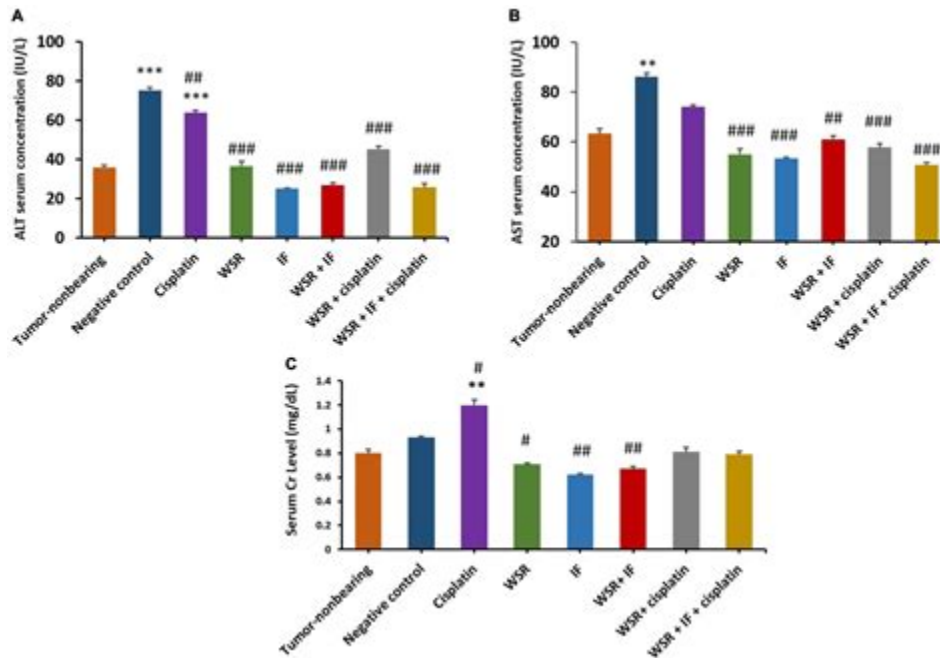 A
ALT serum concentration (IU/L)
100
80
60
40
20
0
***
##
***
###
###
###
###
###
Tumor-nonbearing
Negative control
Cisplatin
WSR
IF
WSR + IF
WSR + cisplatin
WSR + IF + cisplatin
B
AST serum concentration (IU/L)
100
80
60
40
20
**
###
###
##
###
###
Tumor-nonbearing
Negative control
Cisplatin
WSR
IF
WSR + IF
WSR + cisplatin
WSR + IF + cisplatin
C
Serum Cr Level (mg/dL)
1.4
1.2
1
0.8
0.6
0.4
0.2
0
#
**
#
##
##
Tumor-nonbearing
Negative control
Cisplatin
WSR
IF
WSR+ IF
WSR+ cisplatin
WSR + IF + cisplatin